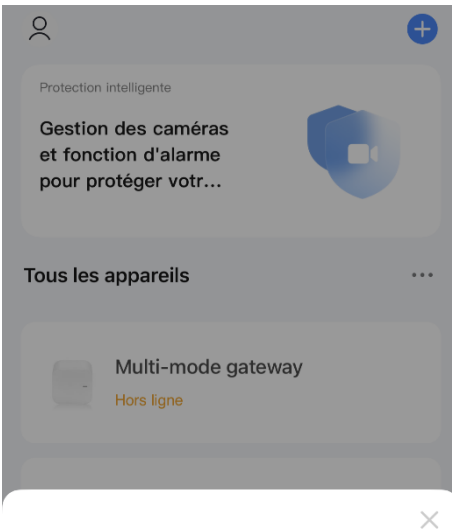 Protection intelligente
Gestion des caméras
et fonction d'alarme
pour protéger votr...
Tous les appareils
Multi-mode gateway
Hors ligne